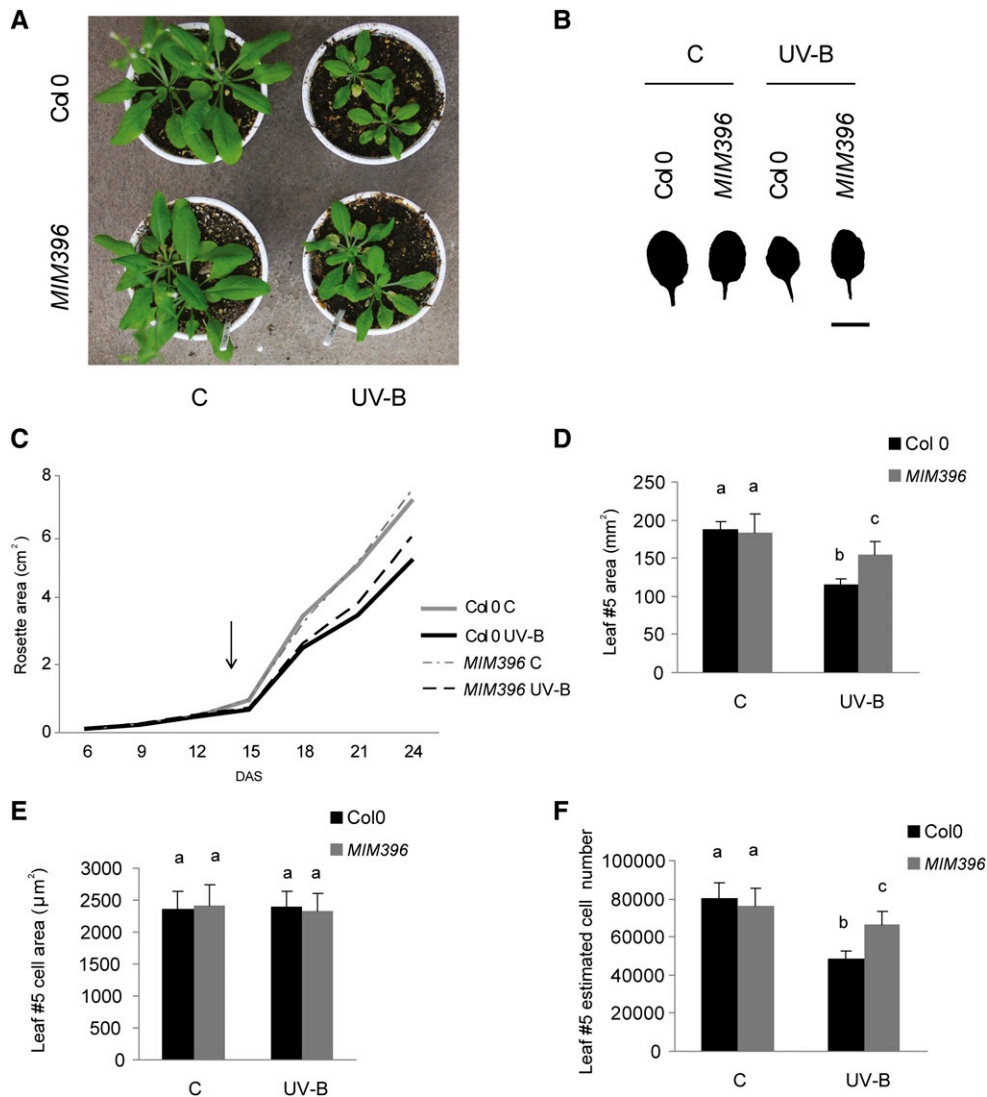 A
Col 0
MIM396
C UV-B
B
C UV-B
Col 0 MIM396 Col 0 MIM396
C
Rosette area (cm²)
8
6
4
2
0
6 9 12 15 18 21 24
DAS
Col 0 C
Col 0 UV-B
MIM396 C
MIM396 UV-B
D
Col 0
MIM396
Leaf #5 area (mm²)
250
200
150
100
50
0
a a b c
C UV-B
E
Col0
MIM396
Leaf #5 cell area (µm²)
3000
2500
2000
1500
1000
500
0
a a a a
C UV-B
F
Col0
MIM396
Leaf #5 estimated cell number
100000
80000
60000
40000
20000
0
a a b c
C UV-B